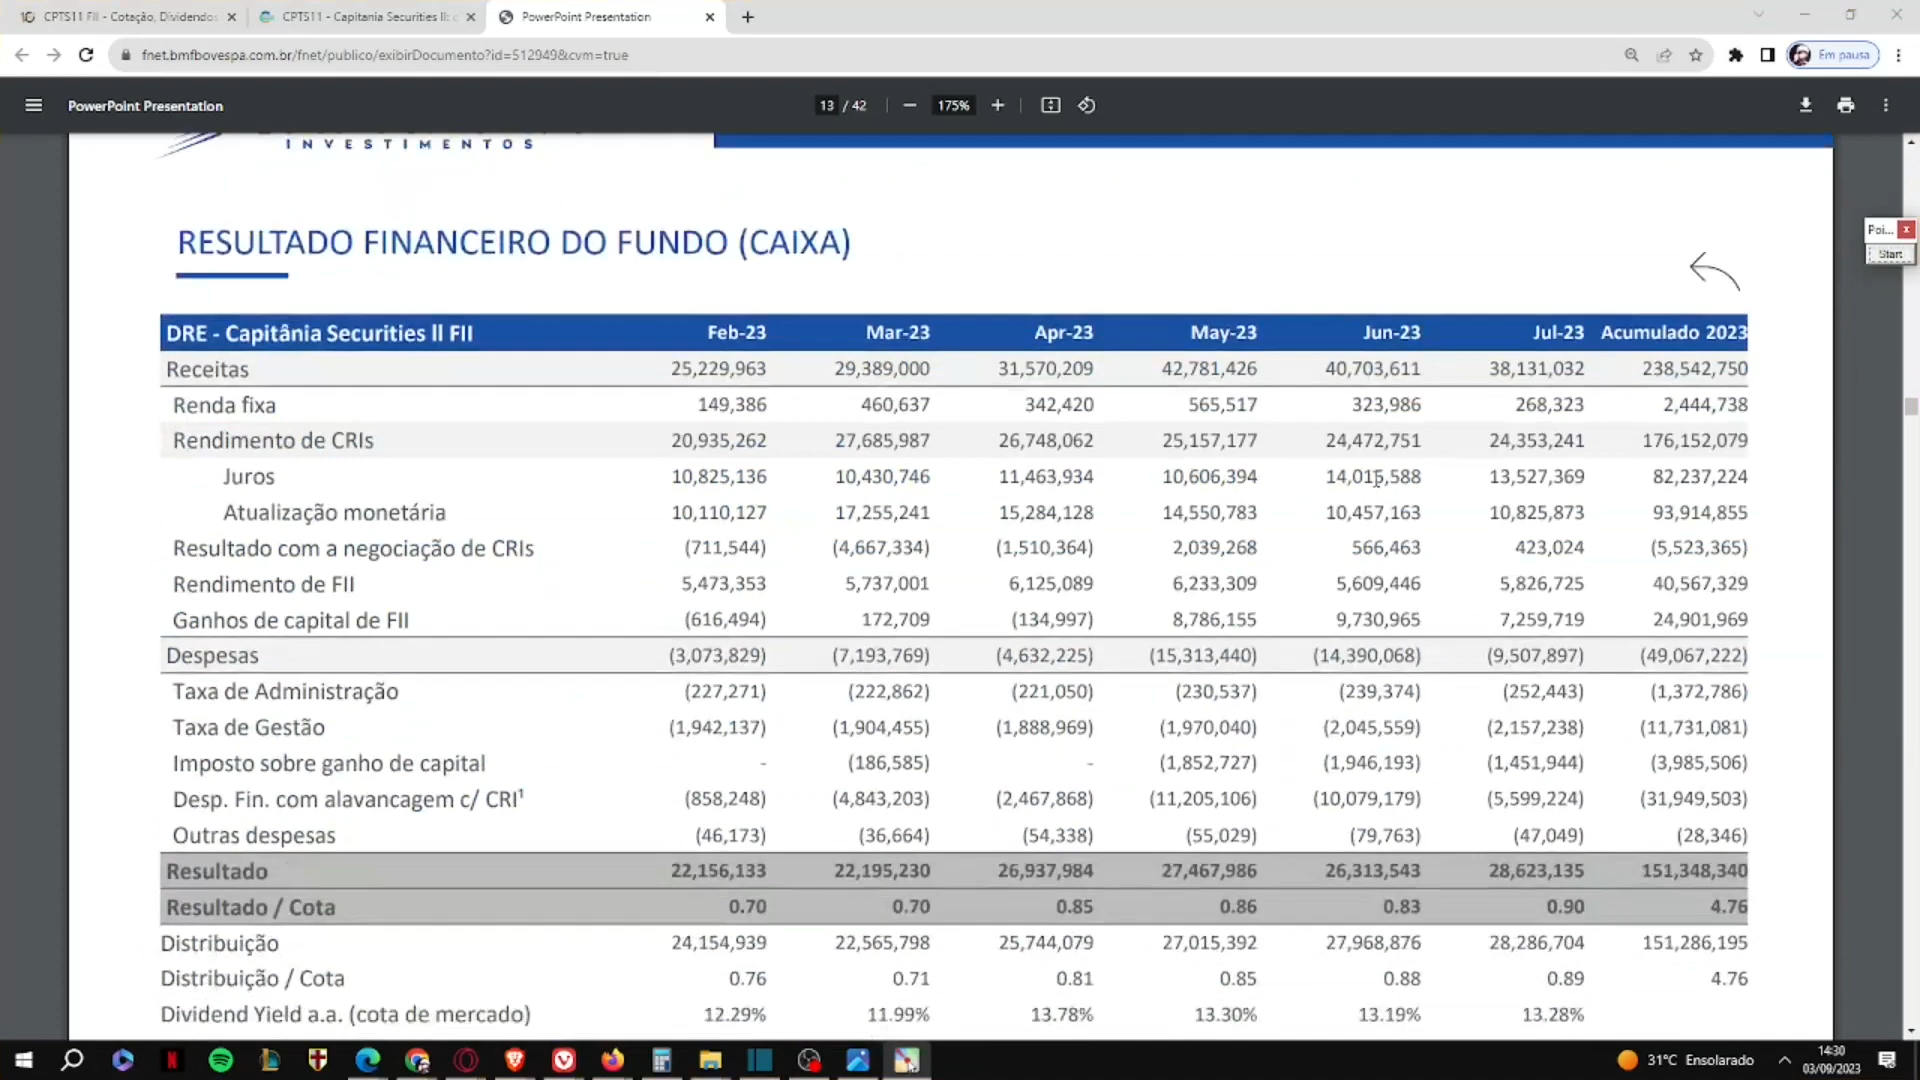 CPTS11 FII - Cotação, Dividendos
CPTS11 - Capitania Securities II:
PowerPoint Presentation
fnet.bmfbovespa.com.br/fnet/publico/exibirDocumento?id=512949&cvm=true
Em pausa
PowerPoint Presentation
13 / 42
175%
INVESTIMENTOS
Poi...
Start
RESULTADO FINANCEIRO DO FUNDO (CAIXA)
DRE - Capitânia Securities ll FII Feb-23 Mar-23 Apr-23 May-23 Jun-23 Jul-23 Acumulado 2023
Receitas 25,229,963 29,389,000 31,570,209 42,781,426 40,703,611 38,131,032 238,542,750
Renda fixa 149,386 460,637 342,420 565,517 323,986 268,323 2,444,738
Rendimento de CRIs 20,935,262 27,685,987 26,748,062 25,157,177 24,472,751 24,353,241 176,152,079
Juros 10,825,136 10,430,746 11,463,934 10,606,394 14,015,588 13,527,369 82,237,224
Atualização monetária 10,110,127 17,255,241 15,284,128 14,550,783 10,457,163 10,825,873 93,914,855
Resultado com a negociação de CRIs (711,544) (4,667,334) (1,510,364) 2,039,268 566,463 423,024 (5,523,365)
Rendimento de FII 5,473,353 5,737,001 6,125,089 6,233,309 5,609,446 5,826,725 40,567,329
Ganhos de capital de FII (616,494) 172,709 (134,997) 8,786,155 9,730,965 7,259,719 24,901,969
Despesas (3,073,829) (7,193,769) (4,632,225) (15,313,440) (14,390,068) (9,507,897) (49,067,222)
Taxa de Administração (227,271) (222,862) (221,050) (230,537) (239,374) (252,443) (1,372,786)
Taxa de Gestão (1,942,137) (1,904,455) (1,888,969) (1,970,040) (2,045,559) (2,157,238) (11,731,081)
Imposto sobre ganho de capital - (186,585) - (1,852,727) (1,946,193) (1,451,944) (3,985,506)
Desp. Fin. com alavancagem c/ CRI¹ (858,248) (4,843,203) (2,467,868) (11,205,106) (10,079,179) (5,599,224) (31,949,503)
Outras despesas (46,173) (36,664) (54,338) (55,029) (79,763) (47,049) (28,346)
Resultado 22,156,133 22,195,230 26,937,984 27,467,986 26,313,543 28,623,135 151,348,340
Resultado / Cota 0.70 0.70 0.85 0.86 0.83 0.90 4.76
Distribuição 24,154,939 22,565,798 25,744,079 27,015,392 27,968,876 28,286,704 151,286,195
Distribuição / Cota 0.76 0.71 0.81 0.85 0.88 0.89 4.76
Dividend Yield a.a. (cota de mercado) 12.29% 11.99% 13.78% 13.30% 13.19% 13.28%
31°C Ensolarado
14:30
03/09/2023